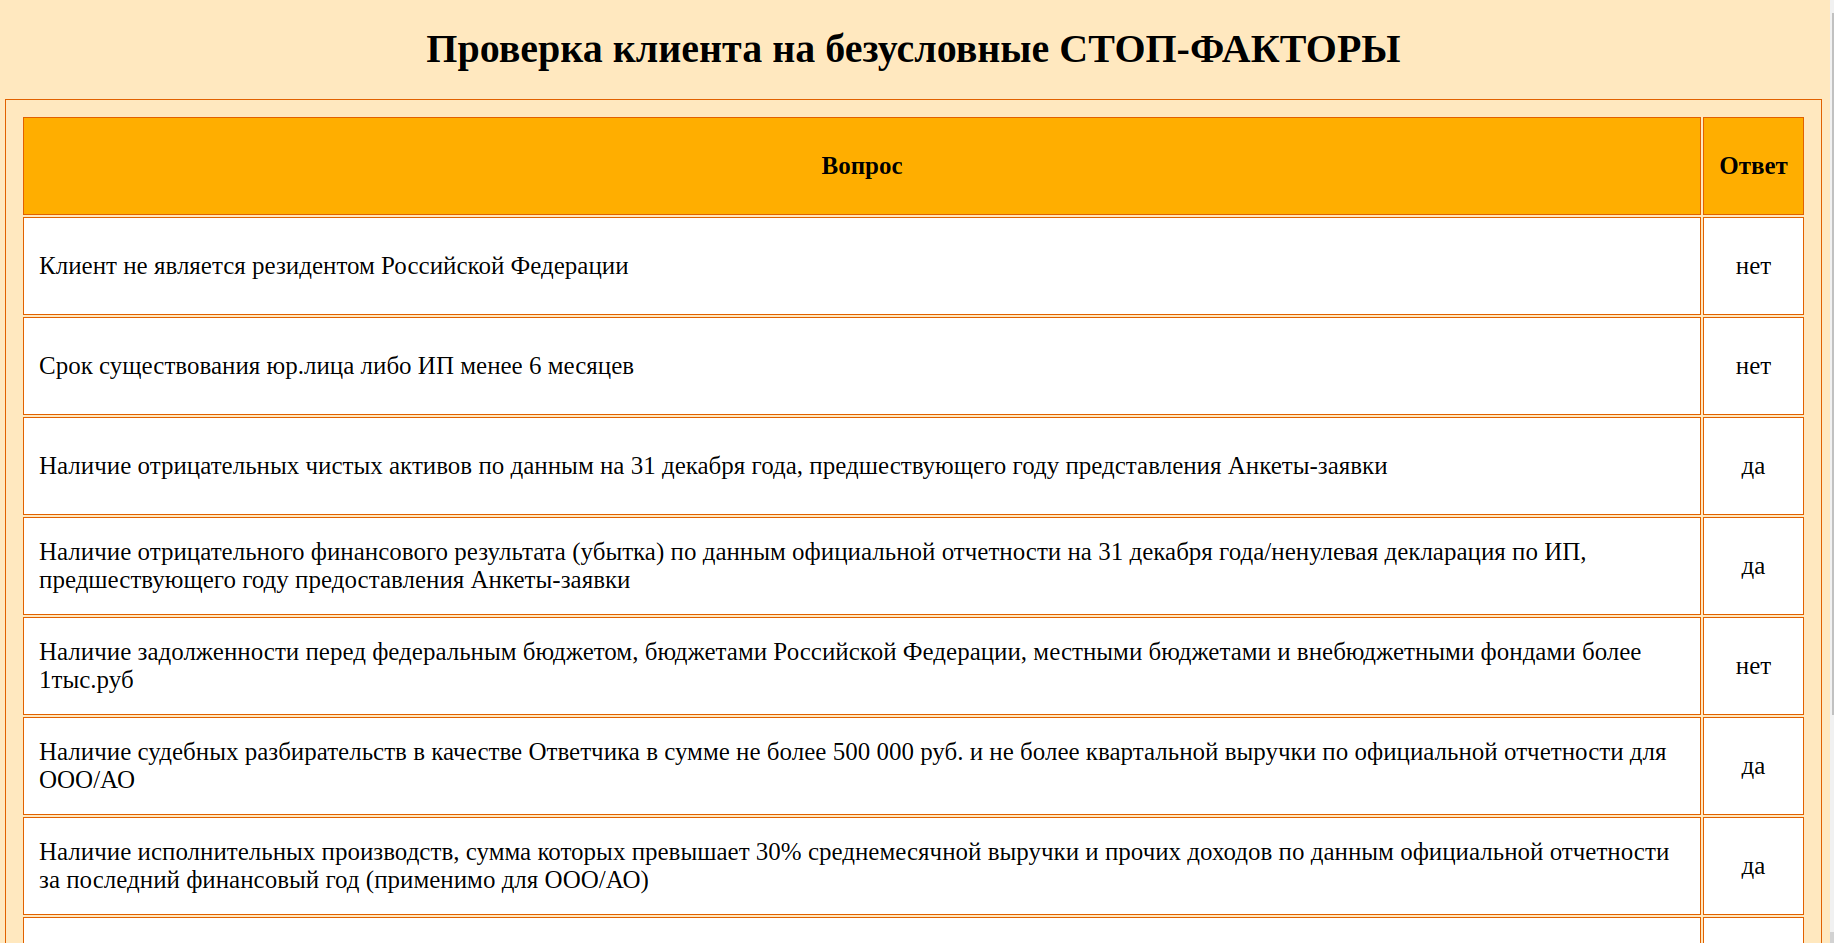 Проверка клиента на безусловные СТОП-ФАКТОРЫ
Вопрос
Ответ
Клиент не является резидентом Российской Федерации
нет
Срок существования юр.лица либо ИП менее 6 месяцев
нет
Наличие отрицательных чистых активов по данным на 31 декабря года, предшествующего году представления Анкеты-заявки
да
Наличие отрицательного финансового результата (убытка) по данным официальной отчетности на 31 декабря года/ненулевая декларация по ИП,
предшествующего году предоставления Анкеты-заявки
да
Наличие задолженности перед федеральным бюджетом, бюджетами Российской Федерации, местными бюджетами и внебюджетными фондами более
1тыс.руб
нет
Наличие судебных разбирательств в качестве Ответчика в сумме не более 500 000 руб. и не более квартальной выручки по официальной отчетности для
ООО/АО
да
Наличие исполнительных производств, сумма которых превышает 30% среднемесячной выручки и прочих доходов по данным официальной отчетности
за последний финансовый год (применимо для ООО/АО)
да